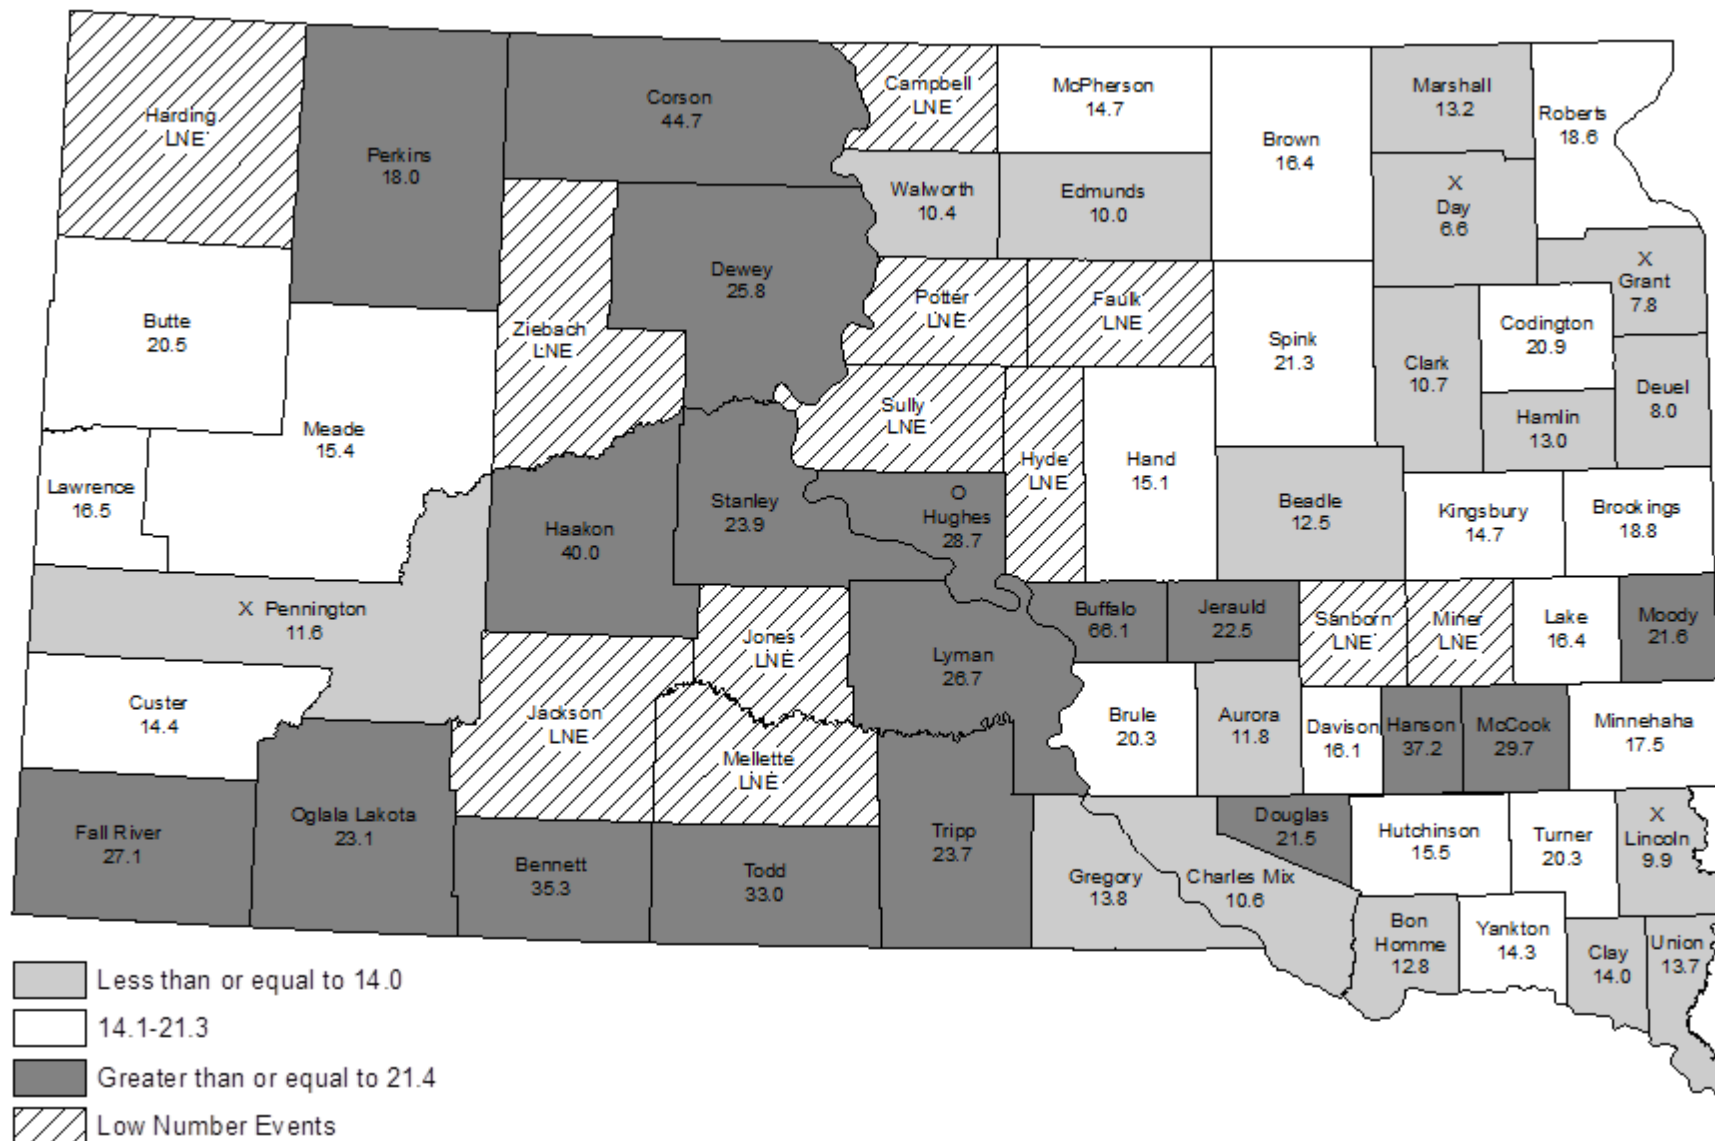 Harding
LNE
Perkins
18.0
Corson
44.7
Campbell
LNE
McPherson
14.7
Brown
16.4
Marshall
13.2
Roberts
18.6
Walworth
10.4
Edmunds
10.0
X
Day
6.6
X
Grant
7.8
Butte
20.5
Ziebach
LNE
Dewey
25.8
Potter
LNE
Faulk
LNE
Spink
21.3
Clark
10.7
Codington
20.9
Deuel
8.0
Hamlin
13.0
Meade
15.4
Sully
LNE
Hyde
LNE
Hand
15.1
Lawrence
16.5
Haakon
40.0
Stanley
23.9
O
Hughes
28.7
Beadle
12.5
Kingsbury
14.7
Brookings
18.8
X Pennington
11.6
Jones
LNE
Lyman
26.7
Buffalo
66.1
Jerauld
22.5
Sanborn
LNE
Miner
LNE
Lake
16.4
Moody
21.6
Custer
14.4
Jackson
LNE
Mellette
LNE
Brule
20.3
Aurora
11.8
Davison
16.1
Hanson
37.2
McCook
29.7
Minnehaha
17.5
Fall River
27.1
Oglala Lakota
23.1
Bennett
35.3
Todd
33.0
Tripp
23.7
Gregory
13.8
Charles Mix
10.6
Douglas
21.5
Hutchinson
15.5
Turner
20.3
X
Lincoln
9.9
Bon
Homme
12.8
Yankton
14.3
Clay
14.0
Union
13.7
Less than or equal to 14.0
14.1-21.3
Greater than or equal to 21.4
Low Number Events